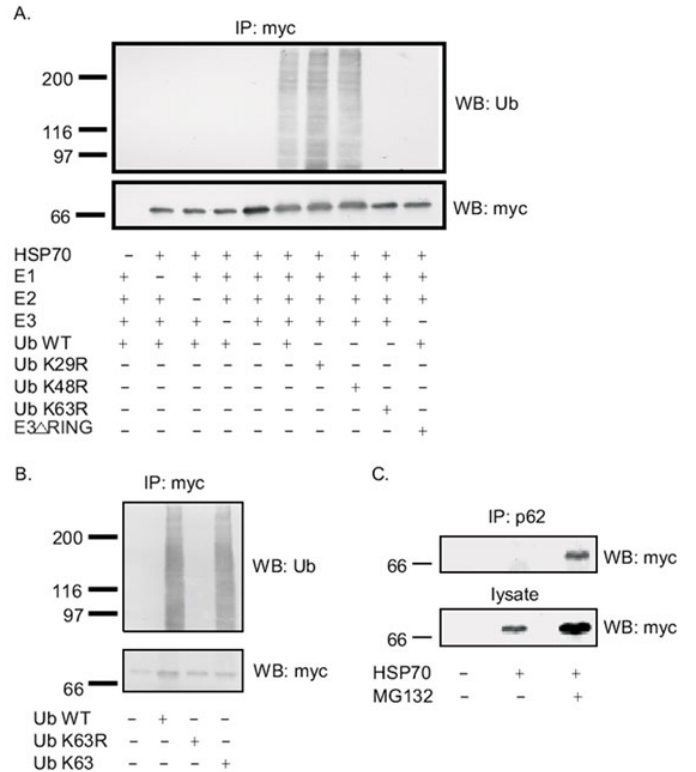 A.
IP: myc
200
116
97
WB: Ub
66
WB: myc
HSP70 – + + + + + + + + +
E1 + – + + + + + + + +
E2 + + – + + + + + + +
E3 + + + – + + + + + –
Ub WT + + + + – + – – – +
Ub K29R – – – – – – + – – –
Ub K48R – – – – – – – + – –
Ub K63R – – – – – – – – + –
E3△RING – – – – – – – – – +
B.
IP: myc
200
116
97
WB: Ub
66
WB: myc
Ub WT – + – –
Ub K63R – – + –
Ub K63 – – – +
C.
IP: p62
66
WB: myc
lysate
66
WB: myc
HSP70 – + +
MG132 – – +